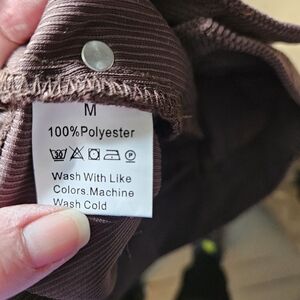 M
100%Polyester
Wash With Like
Colors.Machine
Wash Cold